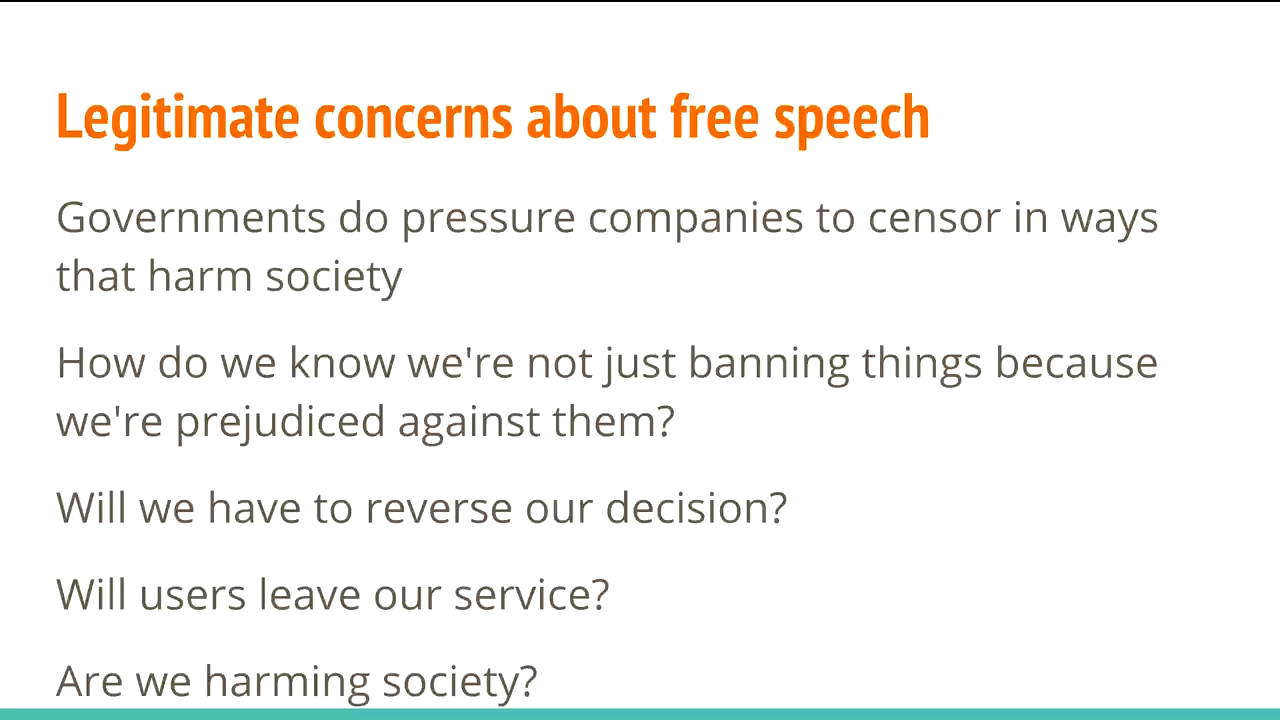 Legitimate concerns about free speech
Governments do pressure companies to censor in ways
that harm society
How do we know we're not just banning things because
we're prejudiced against them?
Will we have to reverse our decision?
Will users leave our service?
Are we harming society?